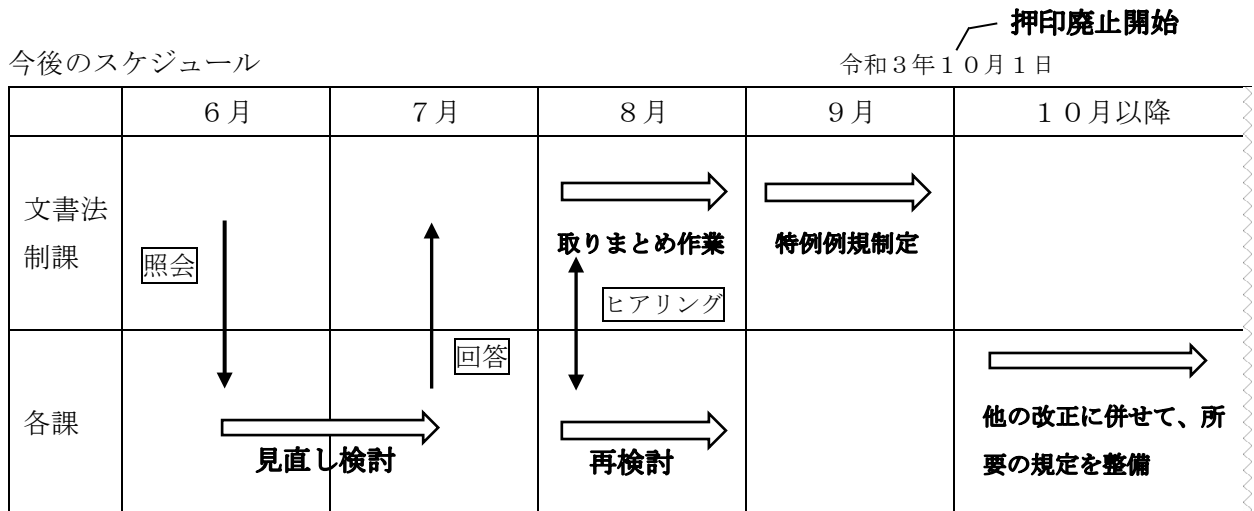 押印廃止開始
今後のスケジュール
令和３年１０月１日
６月
７月
８月
９月
１０月以降
文書法
制課
照会
取りまとめ作業
特例例規制定
ヒアリング
回答
各課
見直し検討
再検討
他の改正に併せて、所
要の規定を整備